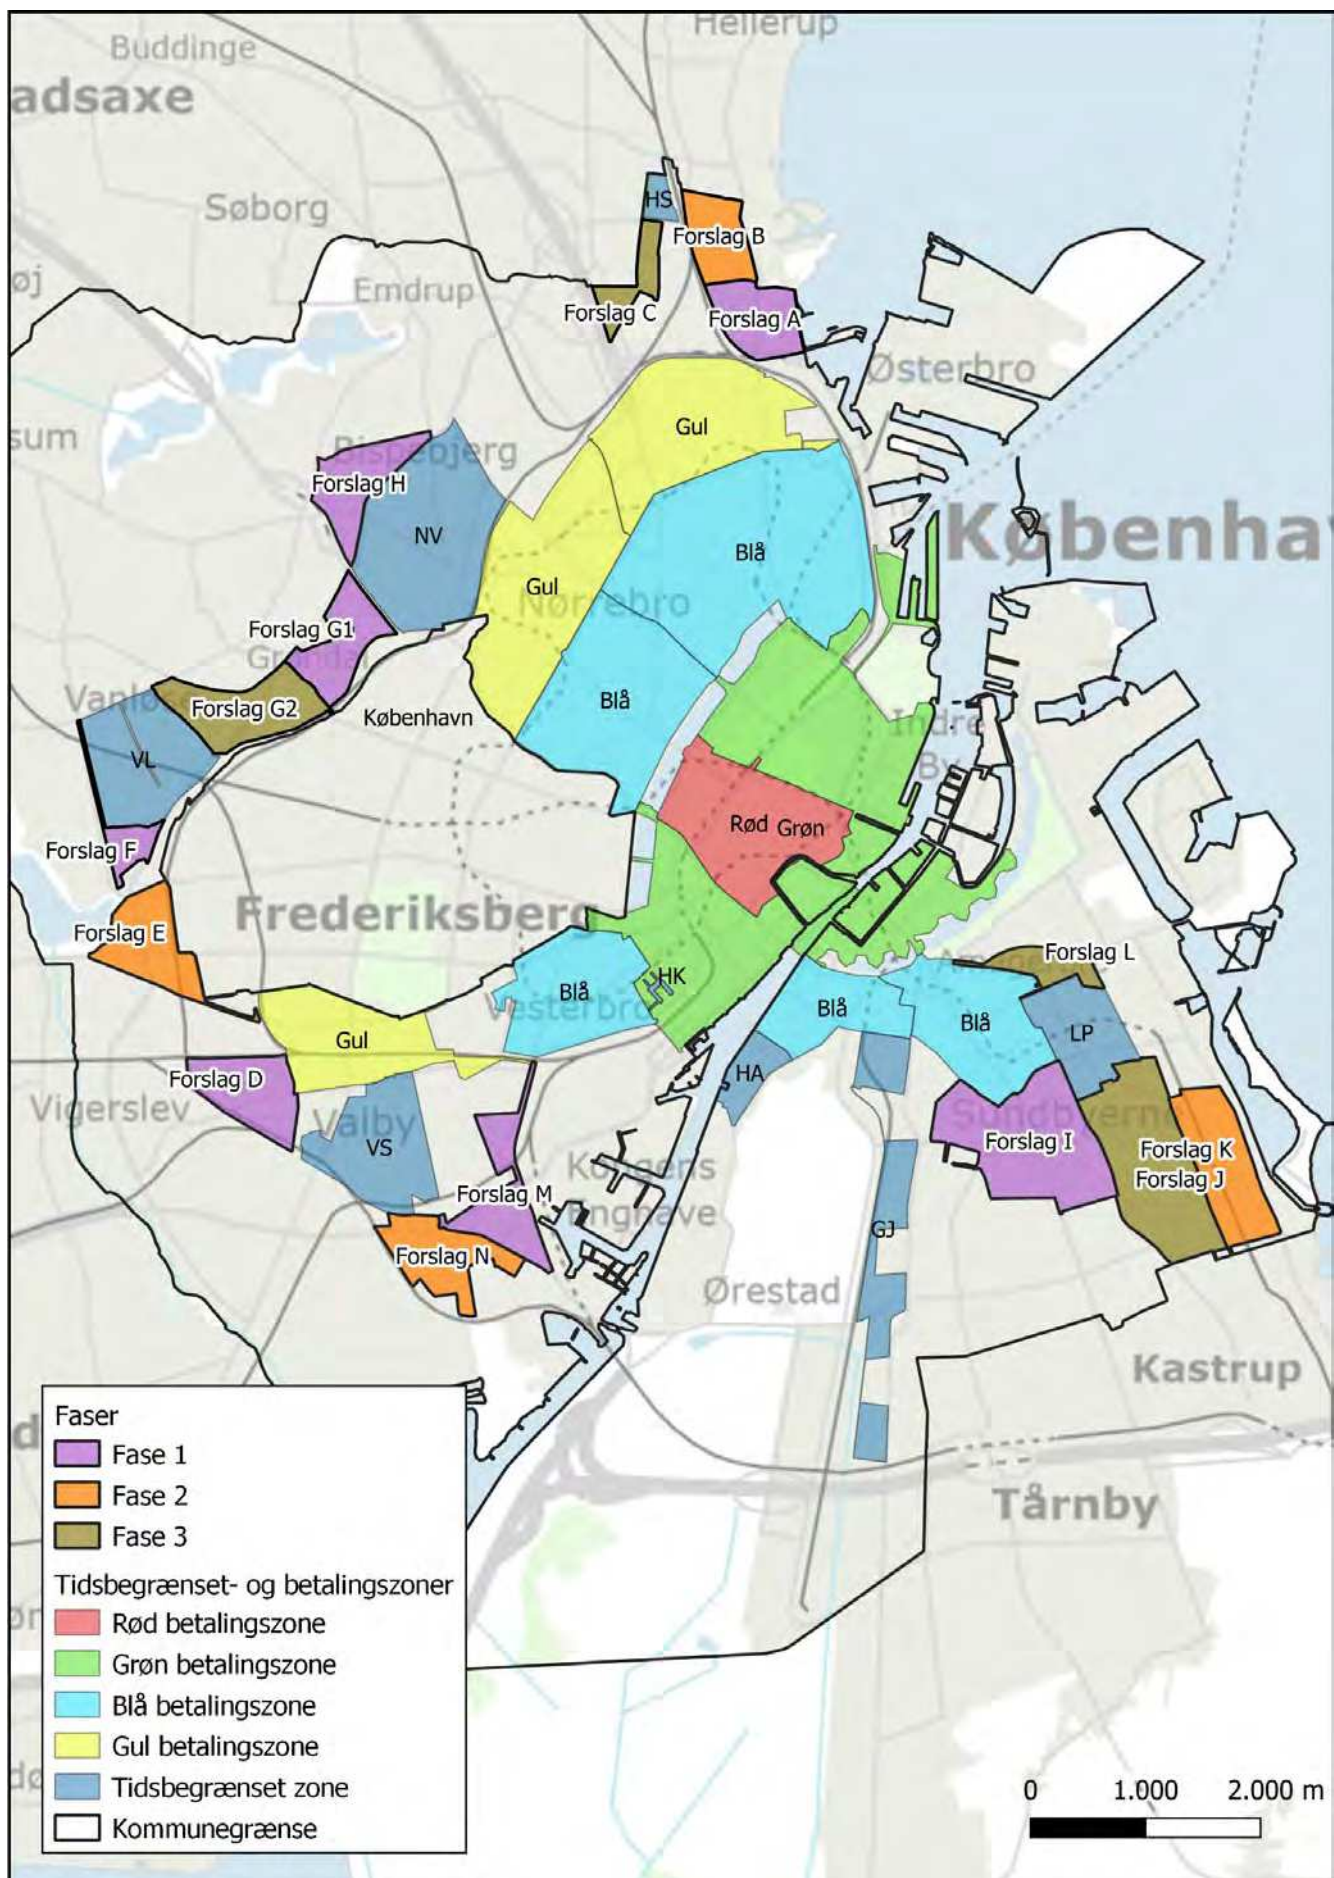 Hellerup
Buddinge
adsaxe
HS
Søborg
Forslag B
øj
Emdrup
Forslag C
Forslag A
Østerbro
sum
Gul
Bispebjerg
Forslag H
NV
Københa
Blå
Gul
Nørrebro
Forslag G1
Grøndal
Vanløse
Forslag G2
København
Blå
Indre
By
VL
Rød
Grøn
Forslag F
Frederiksberg
Forslag E
Forslag L
HK
Blå
Vesterbro
Blå
Blå
LP
Gul
HA
Forslag D
Vigerslev
Valby
VS
Sundbyerne
Forslag I
Forslag K
Forslag J
Kongens
Enghave
Forslag M
GJ
Forslag N
Ørestad
Kastrup
Tårnby
Faser
Fase 1
Fase 2
Fase 3
Tidsbegrænset- og betalingszoner
Rød betalingszone
Grøn betalingszone
Blå betalingszone
Gul betalingszone
Tidsbegrænset zone
Kommunegrænse
0 1.000 2.000 m